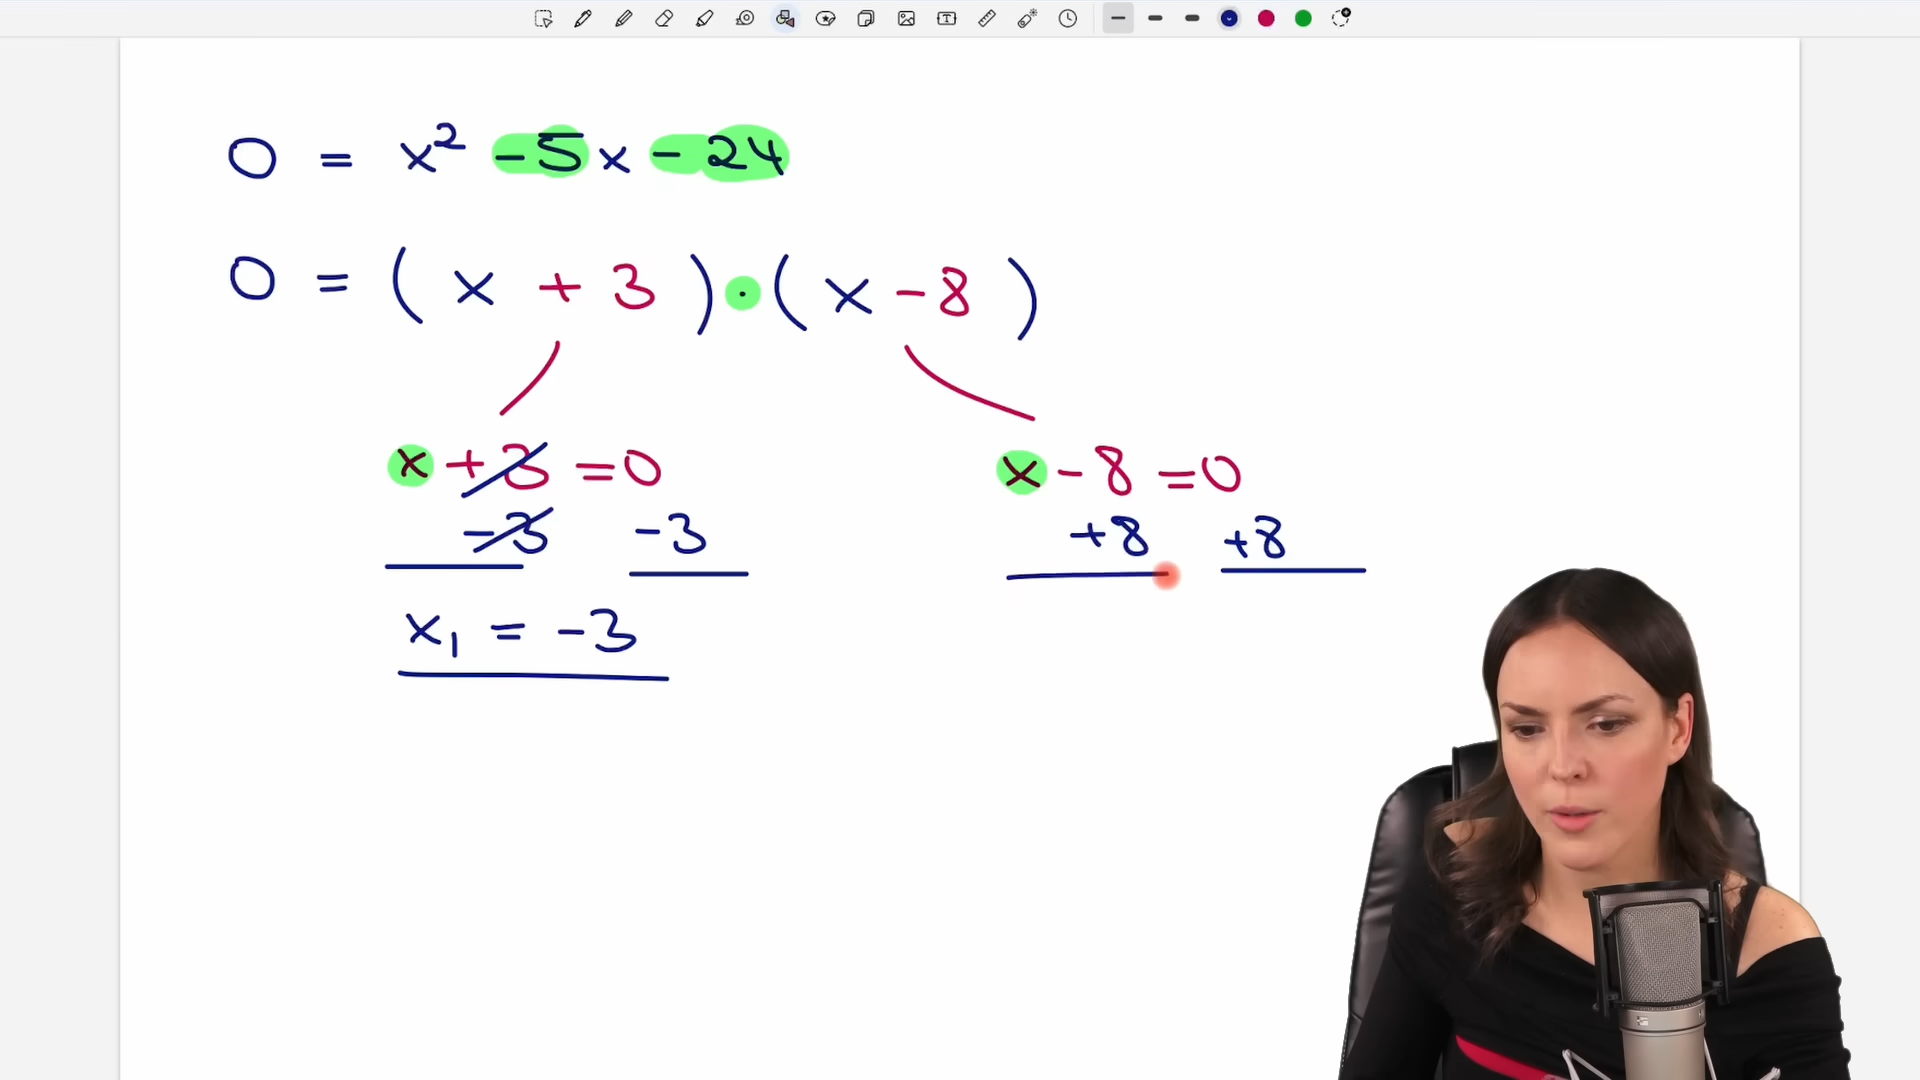 0 = x² -5x - 24
0 = ( x + 3 ) · ( x - 8 )
x + 3 = 0
x - 8 = 0
-3 -3
+8 +8
x₁ = -3